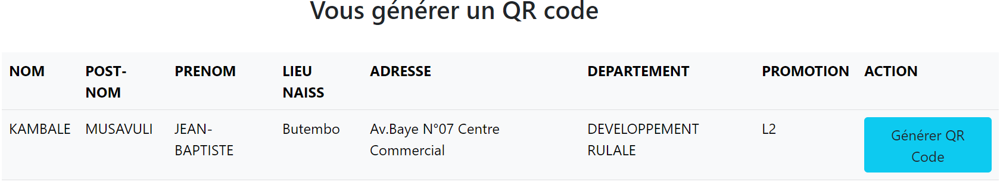 Vous générer un QR code
NOM POST- PRENOM LIEU ADRESSE DEPARTEMENT PROMOTION ACTION
NOM NAISS
KAMBALE MUSAVULI JEAN- Butembo Av.Baye N°07 Centre DEVELOPPEMENT L2 Générer QR
BAPTISTE Commercial RULALE Code